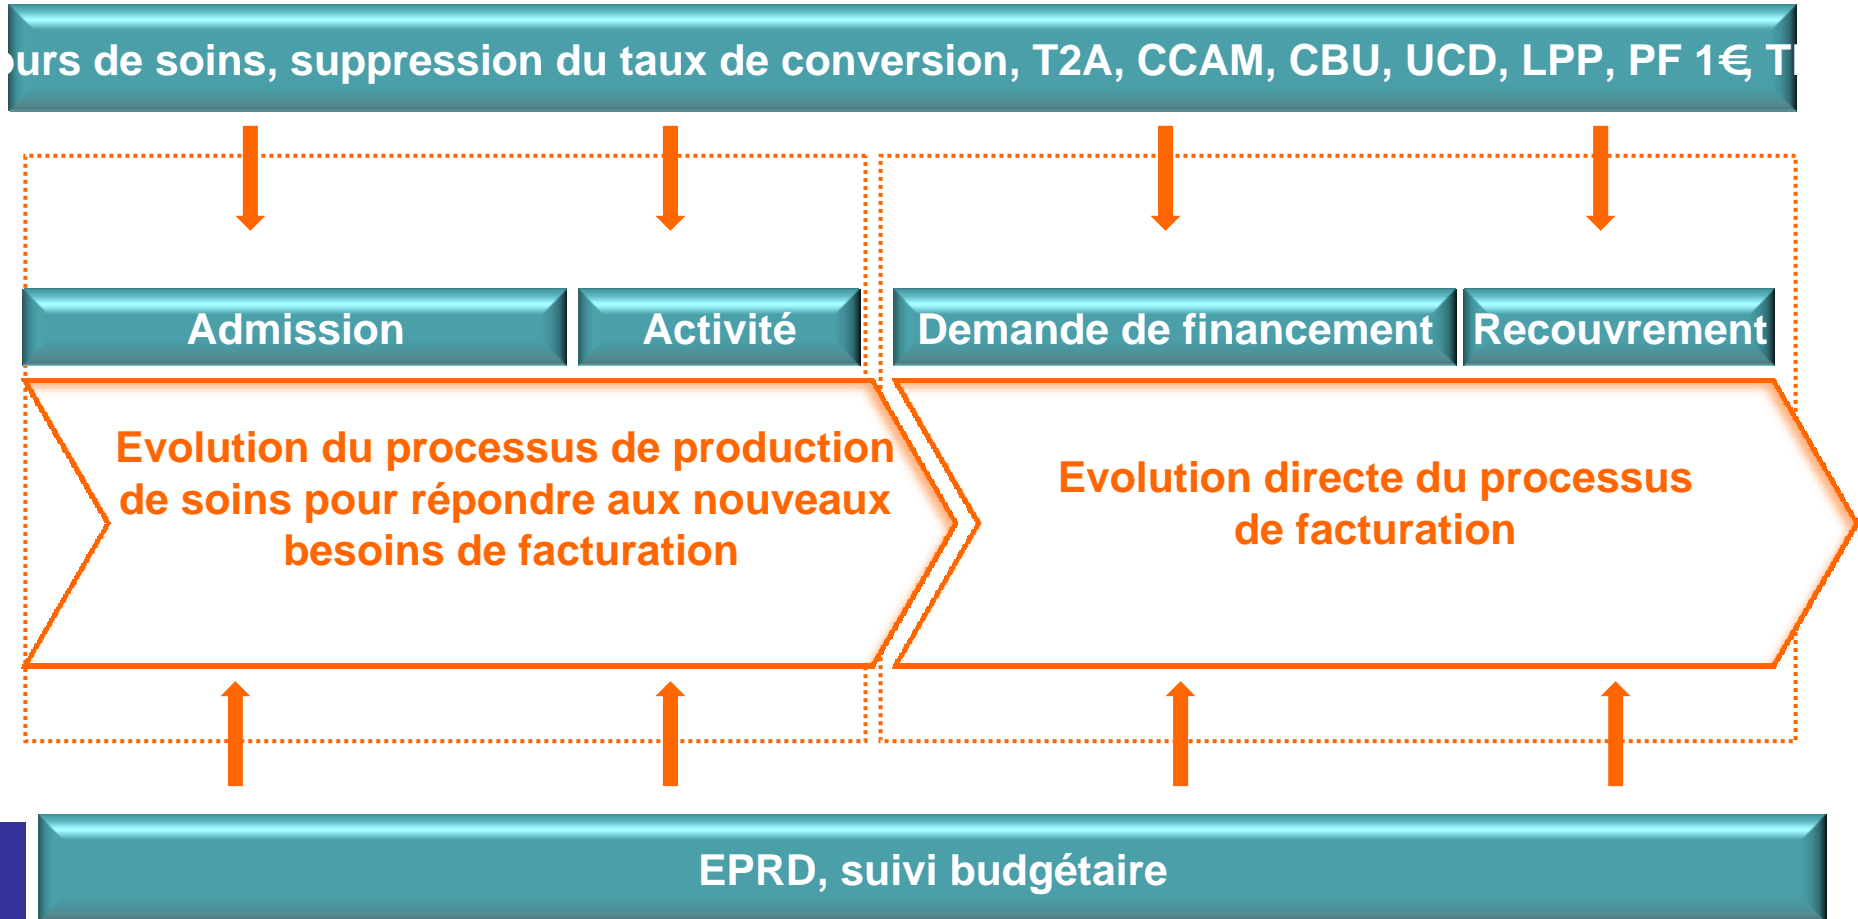 urs de soins, suppression du taux de conversion, T2A, CCAM, CBU, UCD, LPP, PF 1€,
Admission
Activité
Demande de financement
Recouvrement
Evolution du processus de production
de soins pour répondre aux nouveaux
besoins de facturation
Evolution directe du processus
de facturation
EPRD, suivi budgétaire